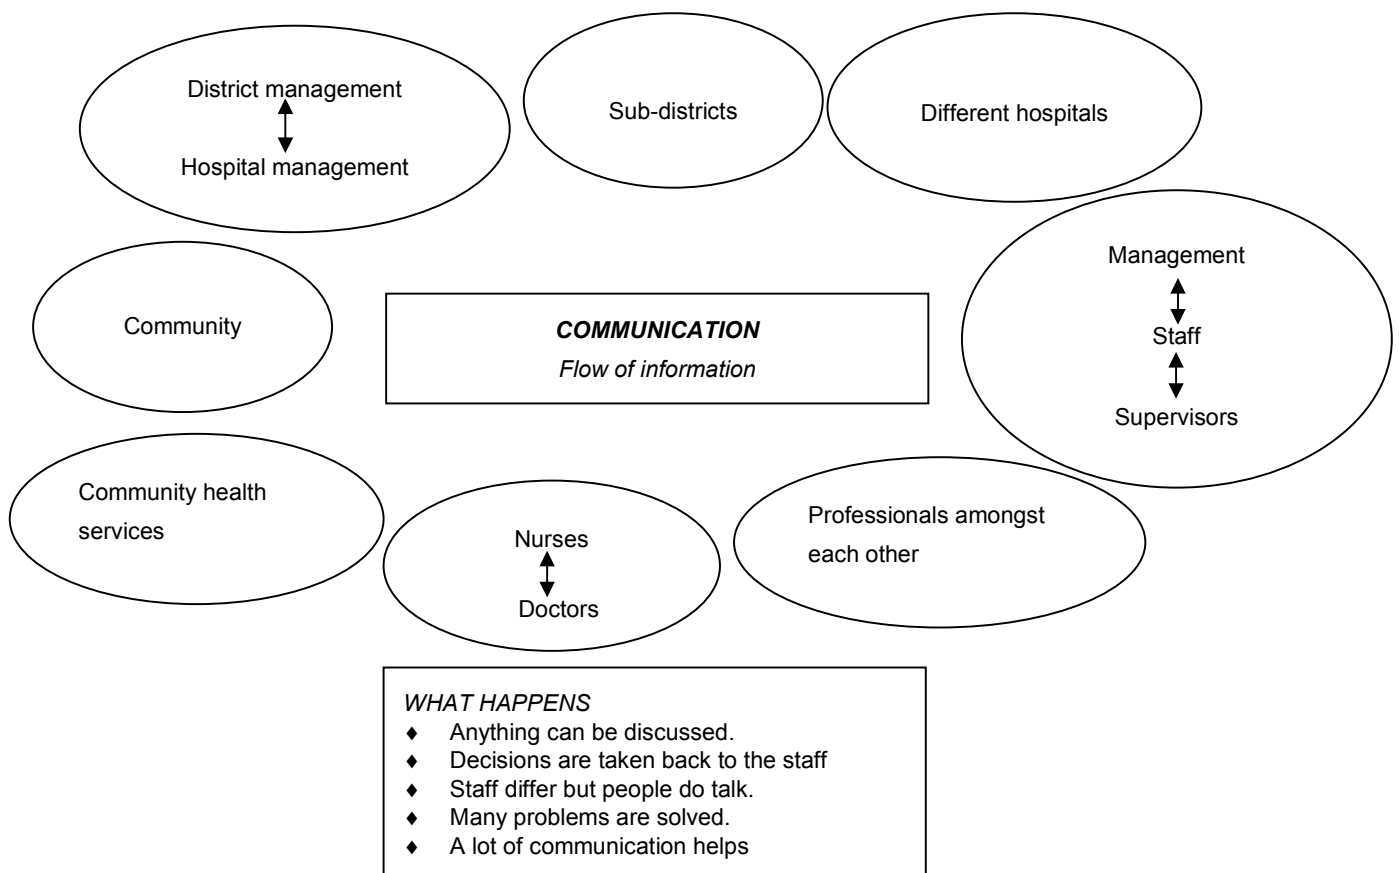 District management
Hospital management
Sub-districts
Different hospitals
Management
Staff
Supervisors
Community
COMMUNICATION
Flow of information
Community health
services
Nurses
Doctors
Professionals amongst
each other
WHAT HAPPENS
♦ Anything can be discussed.
♦ Decisions are taken back to the staff
♦ Staff differ but people do talk.
♦ Many problems are solved.
♦ A lot of communication helps